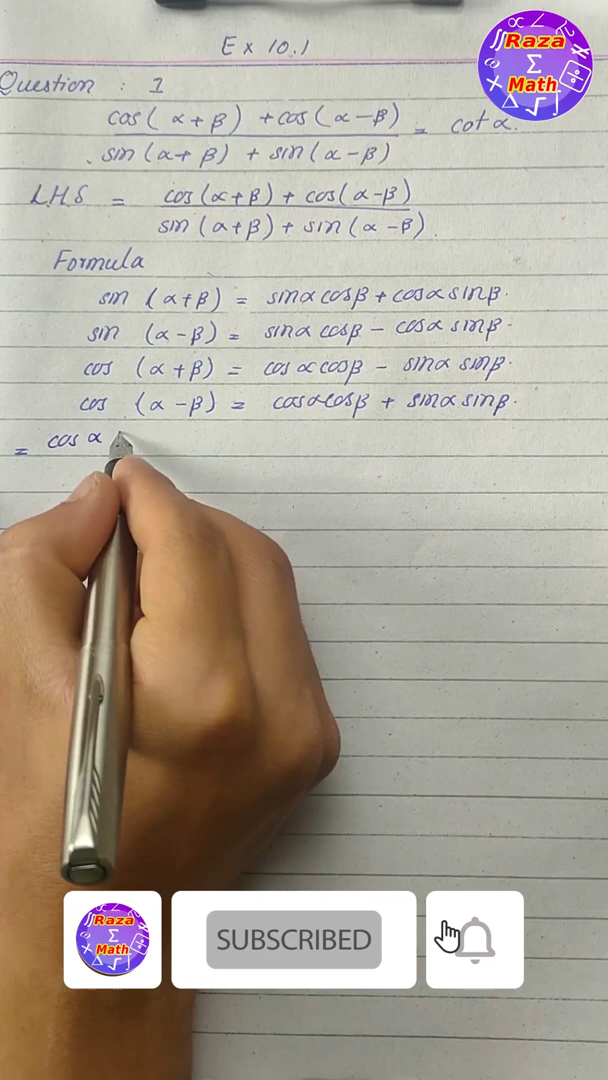 Ex 10.1
Question : 1
cos(α+β) + cos(α-β)
sin(α+β) + sin(α-β)
= cot α.
LHS = cos(α+β) + cos(α-β)
sin(α+β) + sin(α-β).
Formula
sin (α+β) = sinα cosβ + cosα sinβ.
sin (α-β) = sinα cosβ - cosα sinβ.
cos (α+β) = cosα cosβ - sinα sinβ.
cos (α-β) = cosα cosβ + sinα sinβ.
= cos α
Raza
Σ
Math
Raza
Σ
Math
SUBSCRIBED